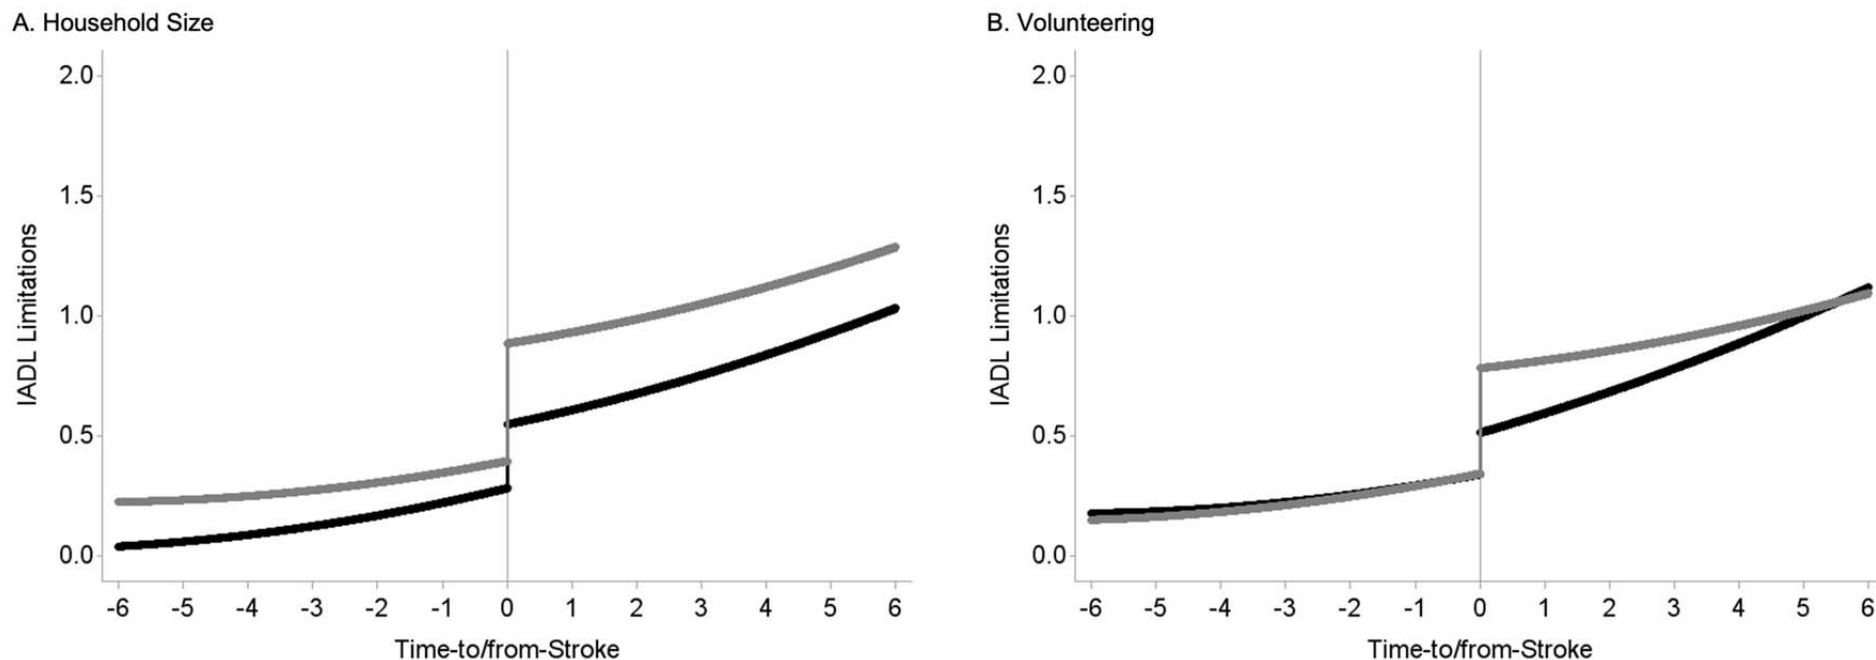 A. Household Size
IADL Limitations
2.0
1.5
1.0
0.5
0.0
-6 -5 -4 -3 -2 -1 0 1 2 3 4 5 6
Time-to/from-Stroke
B. Volunteering
IADL Limitations
2.0
1.5
1.0
0.5
0.0
-6 -5 -4 -3 -2 -1 0 1 2 3 4 5 6
Time-to/from-Stroke